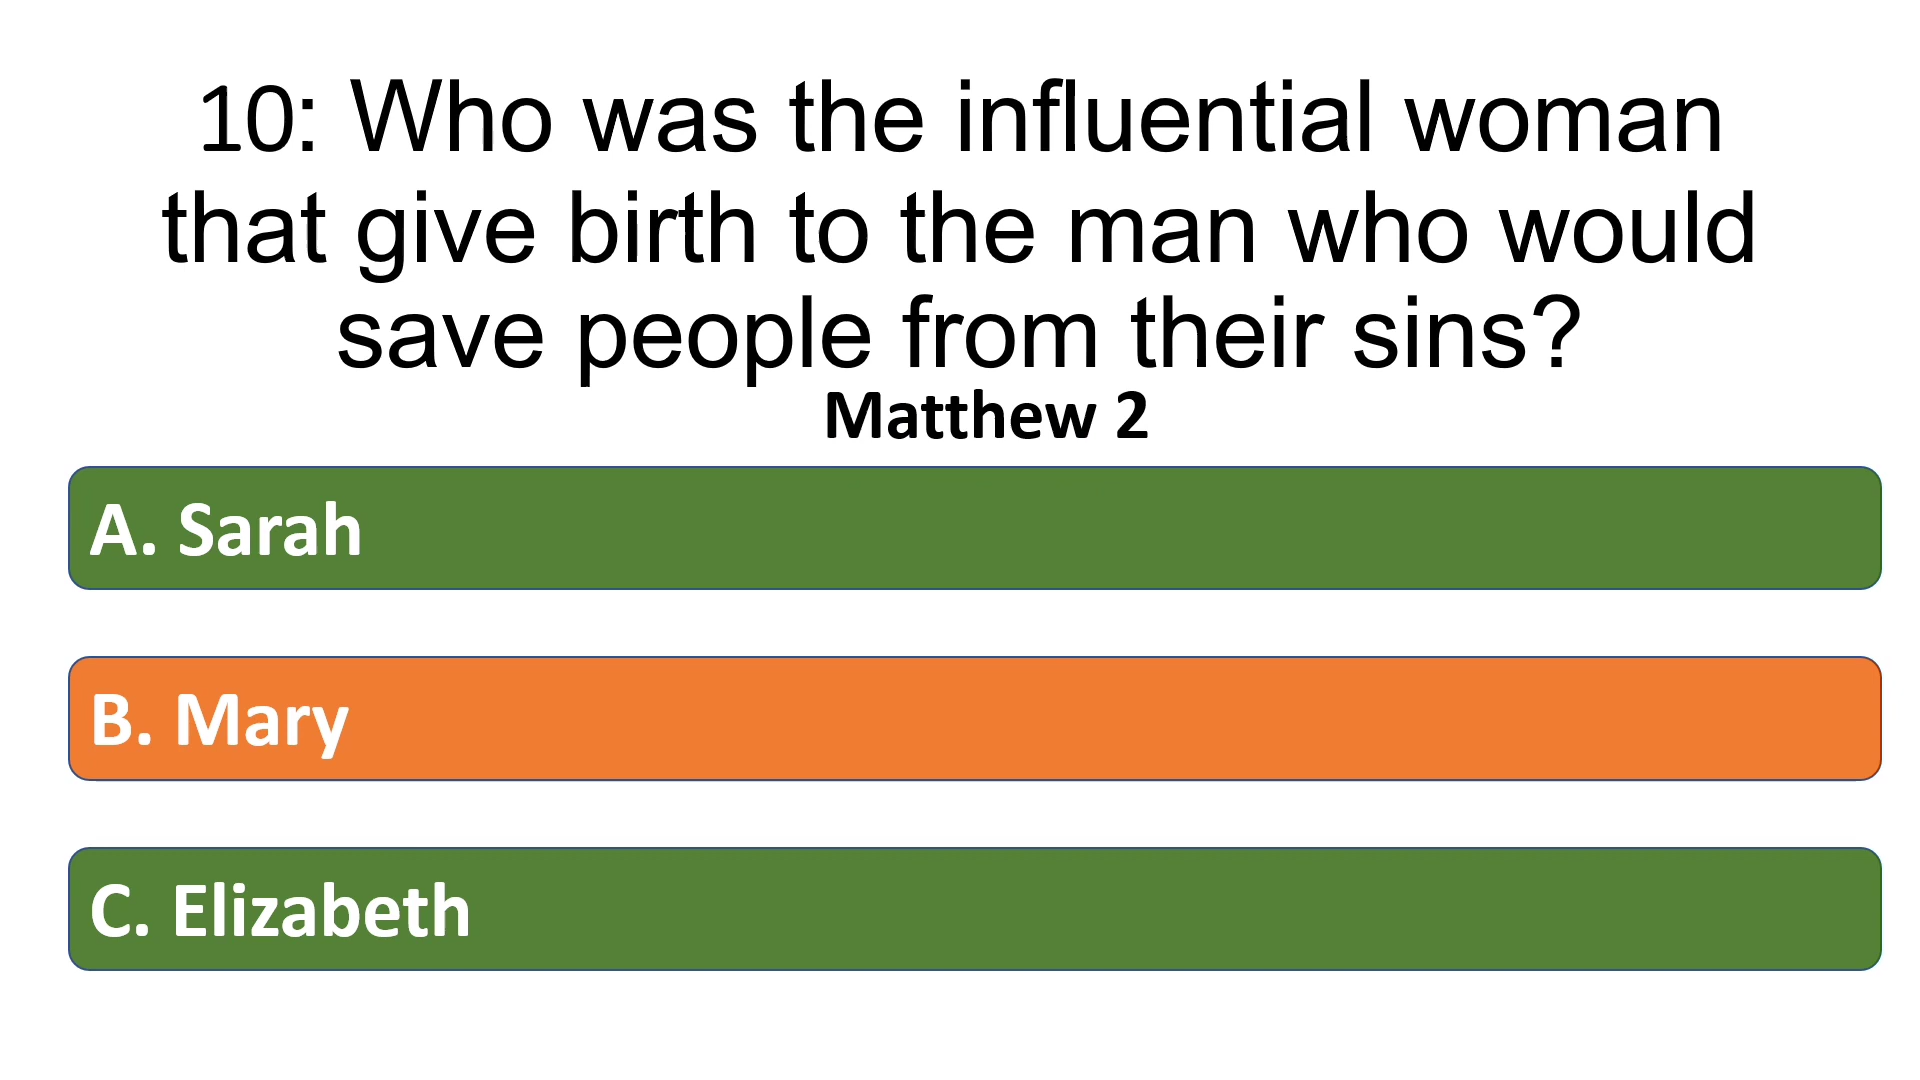 10: Who was the influential woman
that give birth to the man who would
save people from their sins?
Matthew 2
A. Sarah
B. Mary
C. Elizabeth